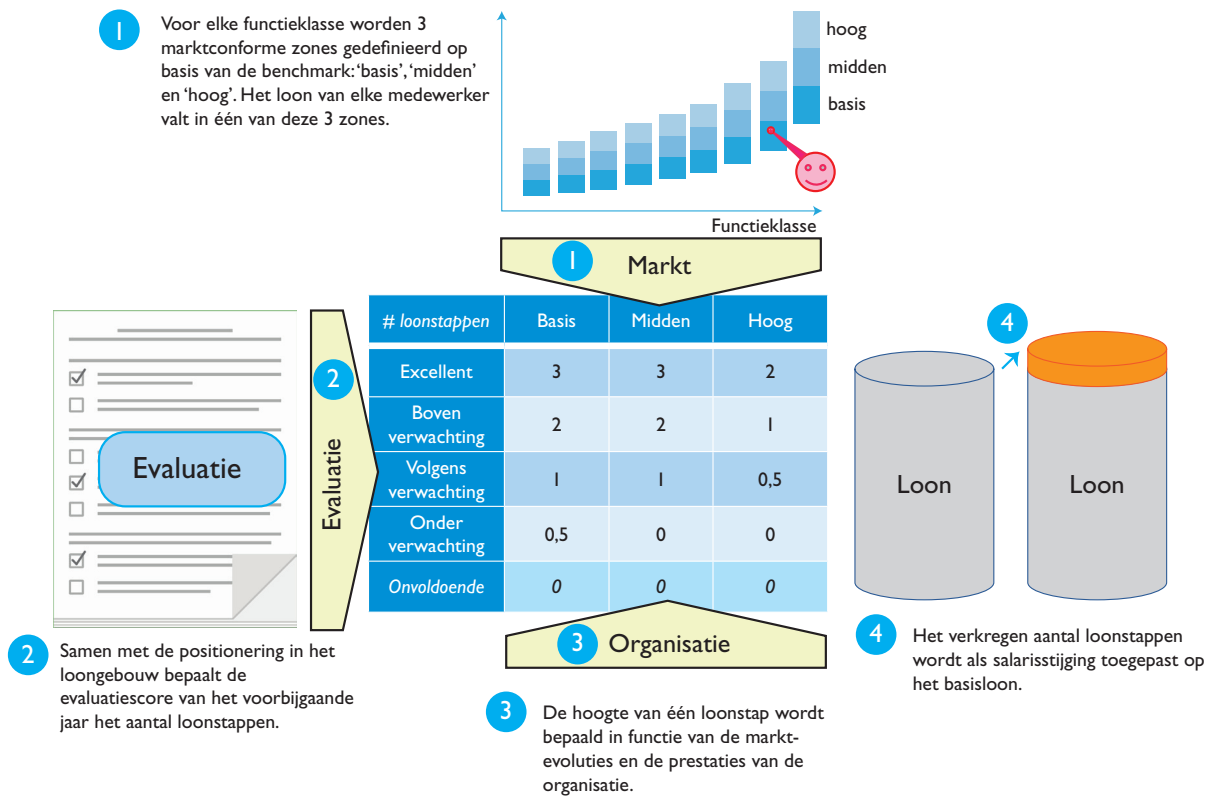 1
Voor elke functieklasse worden 3
marktconforme zones gedefinieerd op
basis van de benchmark: ‘basis’, ‘midden’
en ‘hoog’. Het loon van elke medewerker
valt in één van deze 3 zones.
hoog
midden
basis
Functieklasse
1 Markt
# loonstappen Basis Midden Hoog
Excellent 3 3 2
Boven
verwachting 2 2 1
Volgens
verwachting 1 1 0,5
Onder
verwachting 0,5 0 0
Onvoldoende 0 0 0
Evaluatie
2
Evaluatie
3 Organisatie
4
Loon
Loon
2
Samen met de positionering in het
loongebouw bepaalt de
evaluatiescore van het voorbijgaande
jaar het aantal loonstappen.
3
De hoogte van één loonstap wordt
bepaald in functie van de markt-
evoluties en de prestaties van de
organisatie.
4
Het verkregen aantal loonstappen
wordt als salarisstijging toegepast op
het basisloon.